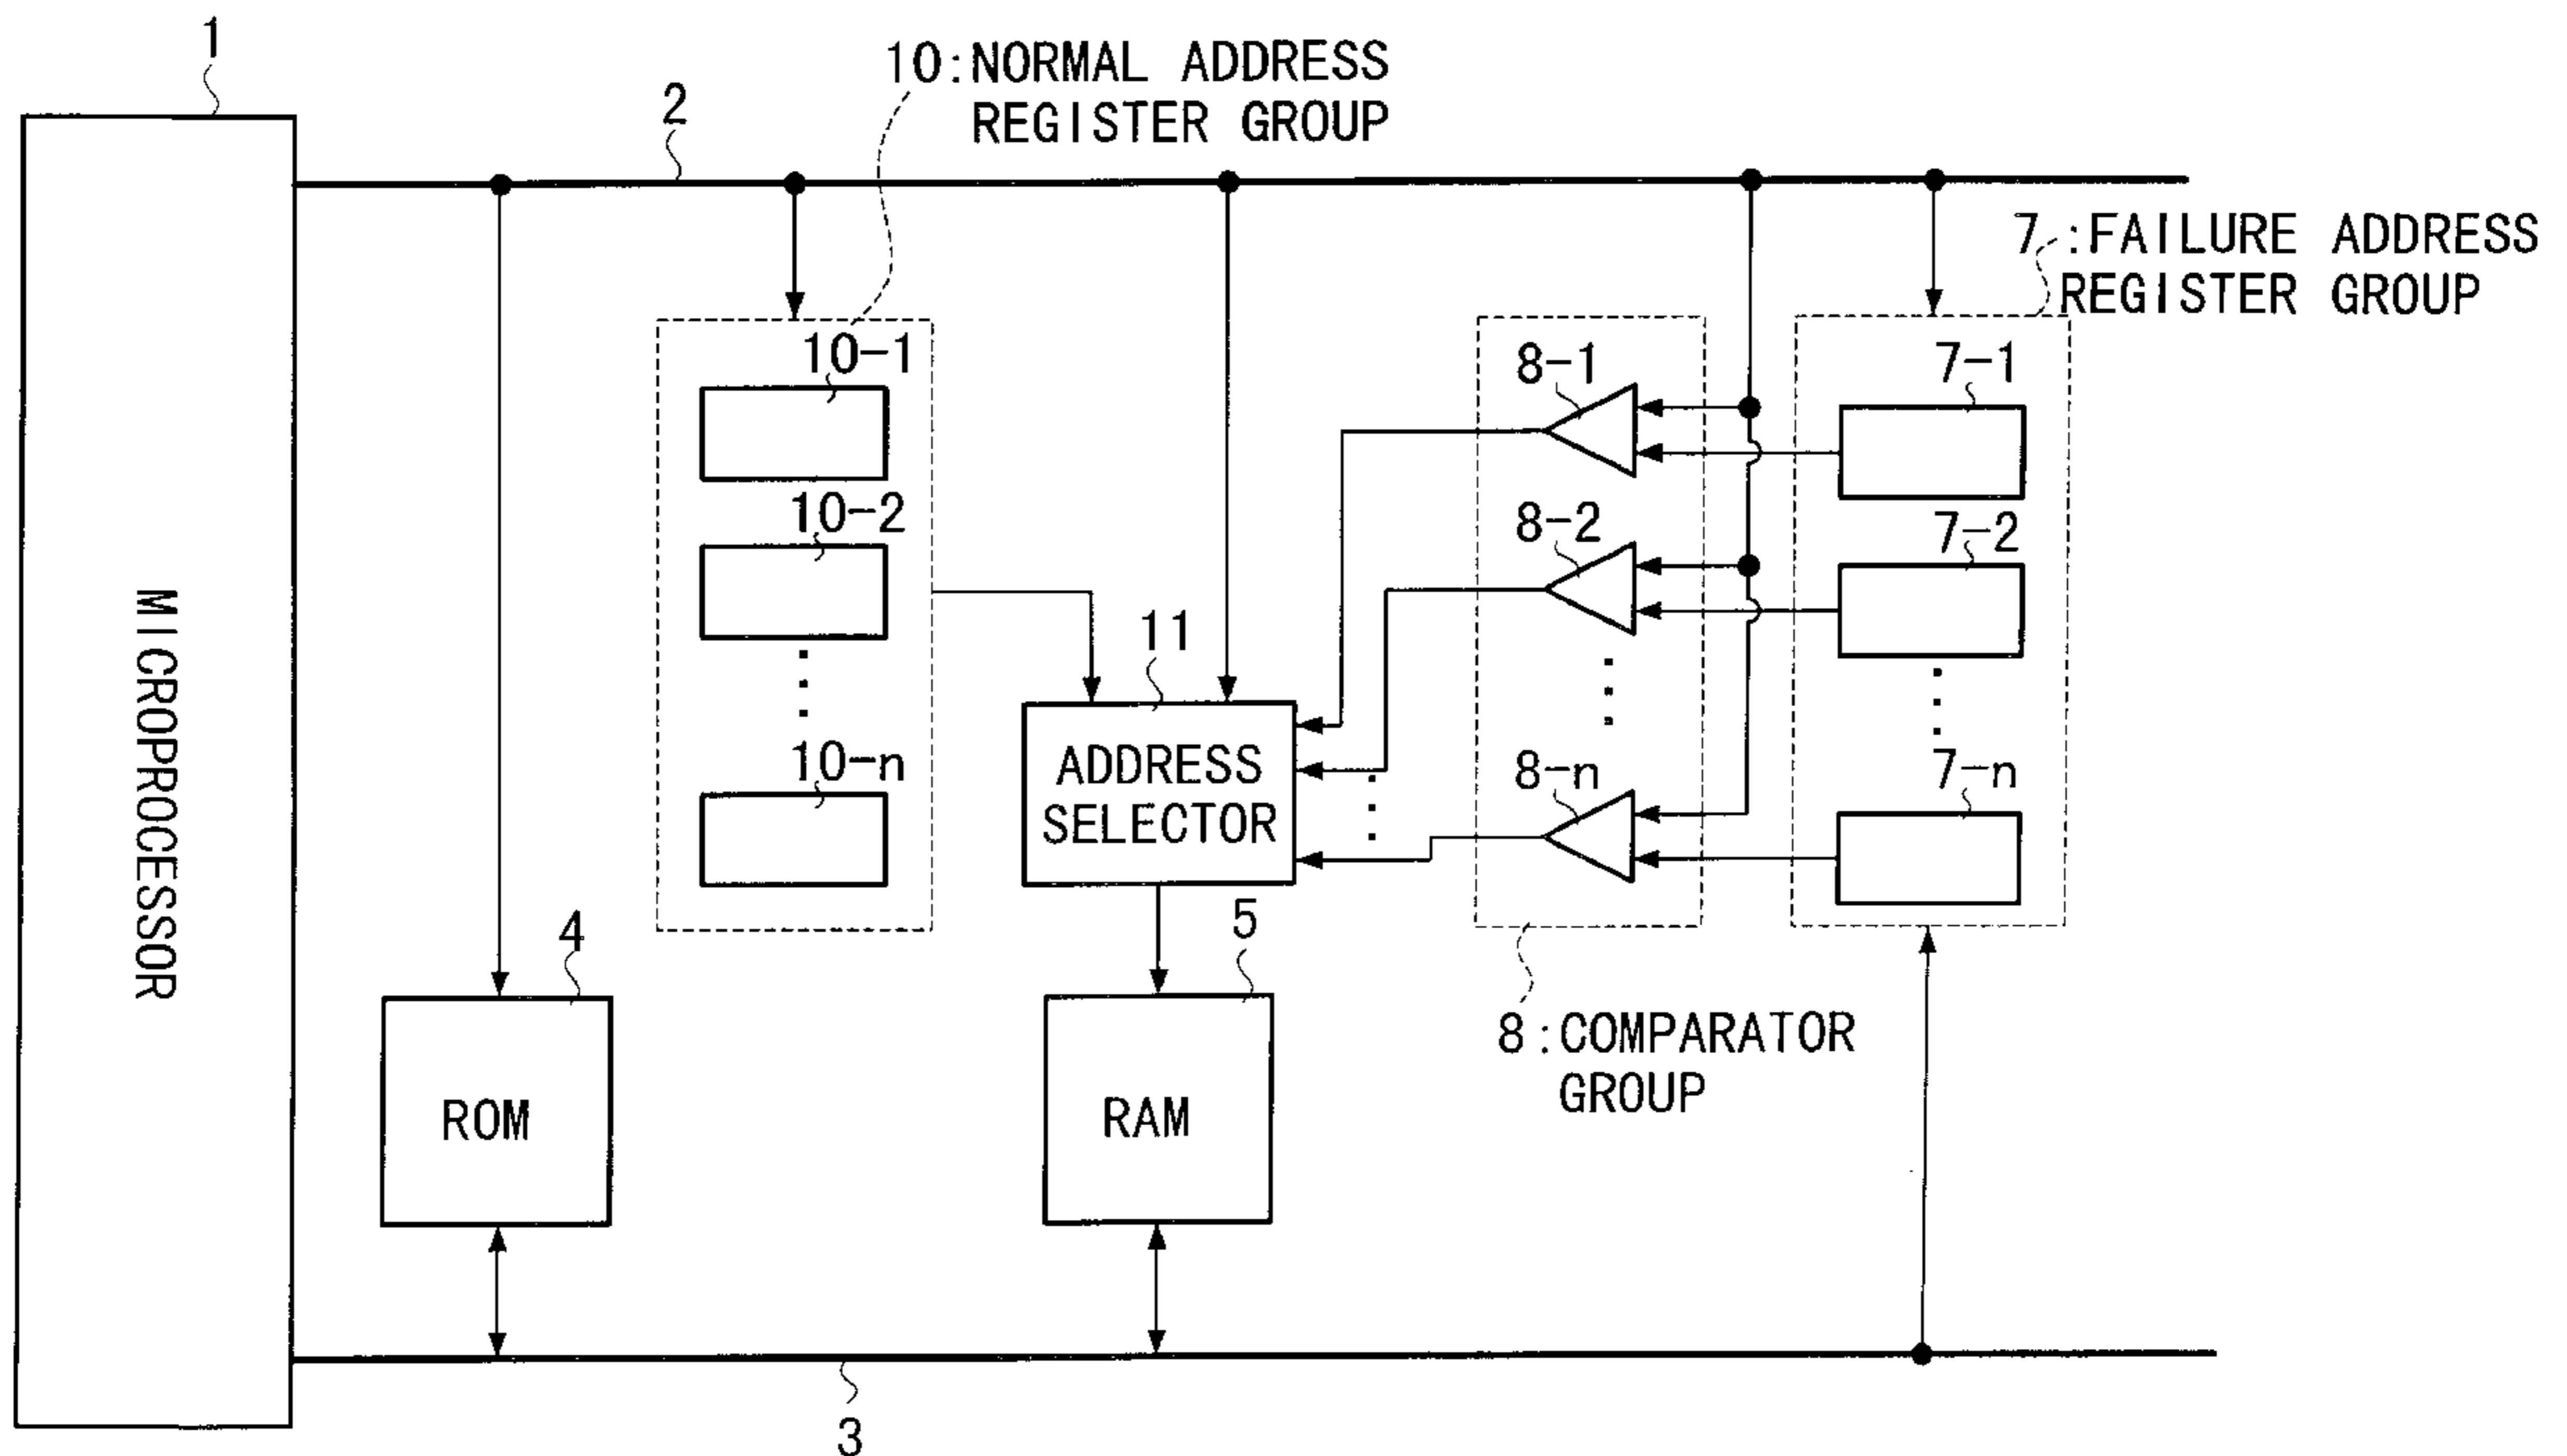 1
10:NORMAL ADDRESS
REGISTER GROUP
2
7:FAILURE ADDRESS
REGISTER GROUP
10-1
8-1
7-1
10-2
8-2
7-2
MICROPROCESSOR
11
10-n
ADDRESS
SELECTOR
8-n
7-n
4
5
8:COMPARATOR
GROUP
ROM
RAM
3